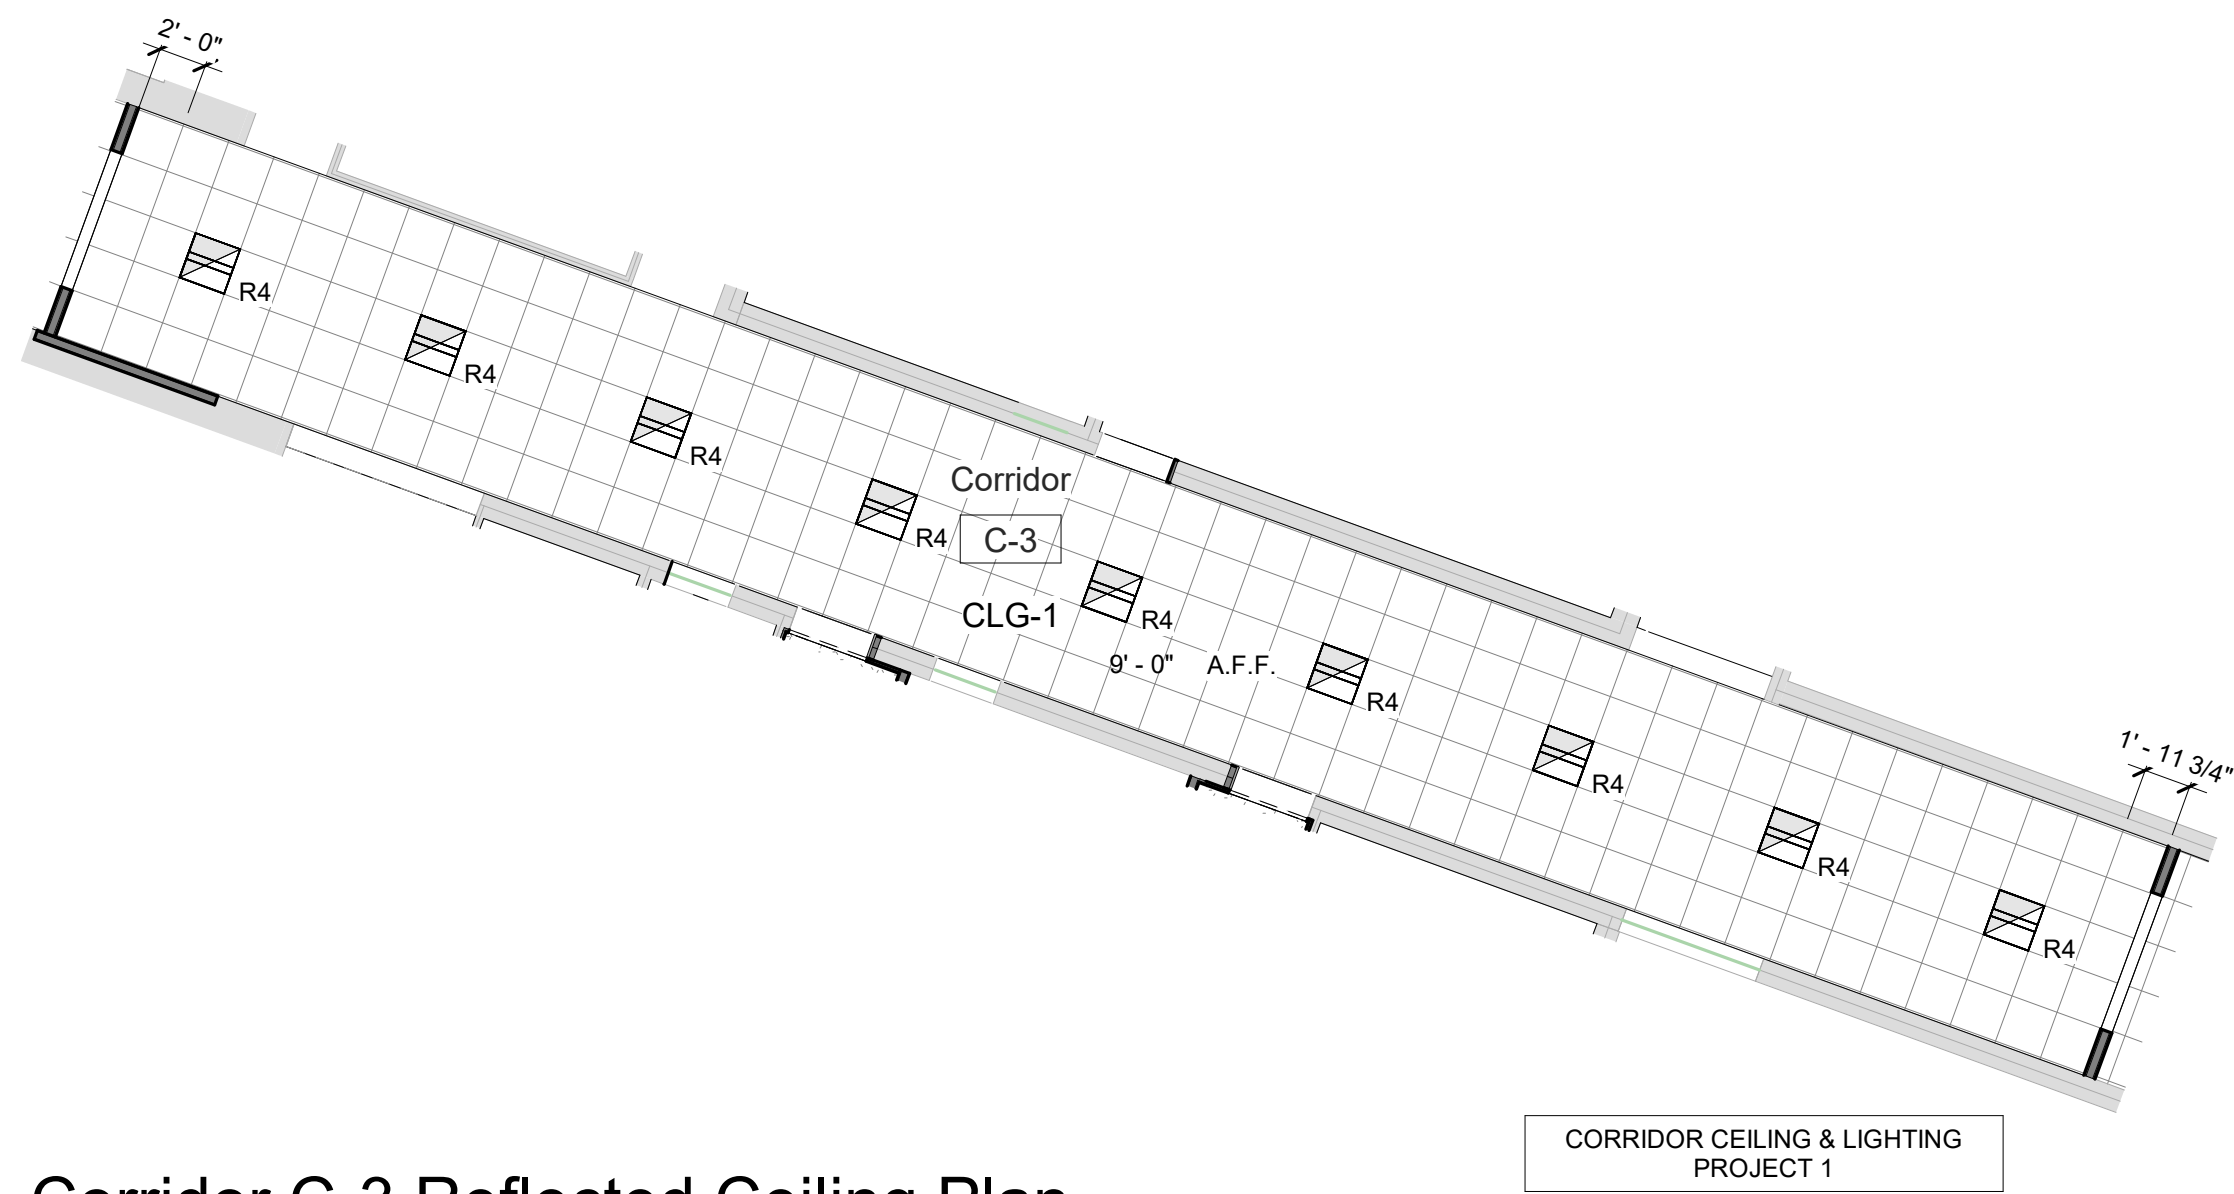 2' - 0"
R4
R4
R4
R4
Corridor
C-3
CLG-1
R4
9' - 0" A.F.F.
R4
R4
1' - 11 3/4"
R4
R4
CORRIDOR CEILING & LIGHTING
PROJECT 1
Corridor C-3 Reflected Ceiling Plan